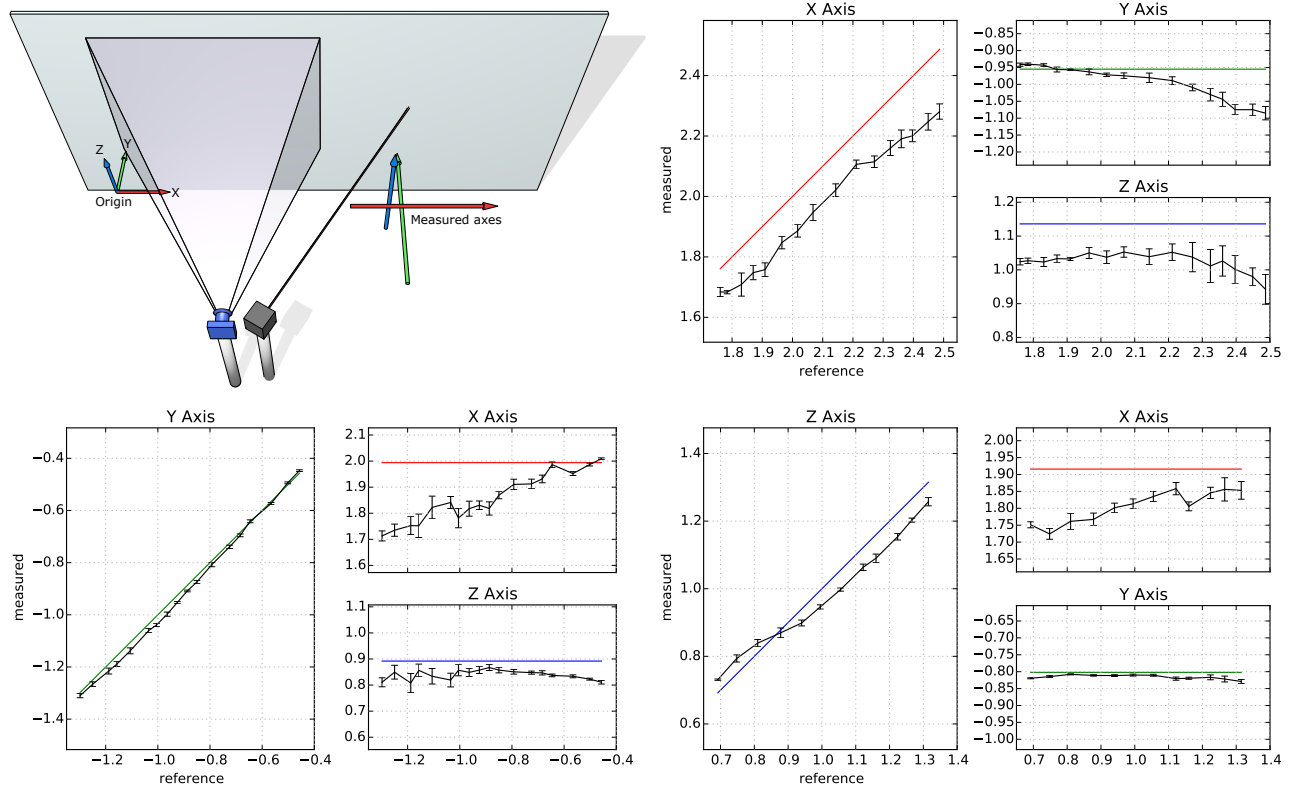 Z
Y
X
Origin
Measured axes
X Axis
measured
2.4
2.2
2.0
1.8
1.6
1.8 1.9 2.0 2.1 2.2 2.3 2.4 2.5
reference
Y Axis
−0.85
−0.90
−0.95
−1.00
−1.05
−1.10
−1.15
−1.20
Z Axis
1.2
1.1
1.0
0.9
0.8
1.8 1.9 2.0 2.1 2.2 2.3 2.4 2.5
Y Axis
measured
−0.4
−0.6
−0.8
−1.0
−1.2
−1.4
−1.2 −1.0 −0.8 −0.6 −0.4
reference
X Axis
2.1
2.0
1.9
1.8
1.7
1.6
Z Axis
1.1
1.0
0.9
0.8
0.7
0.6
−1.2 −1.0 −0.8 −0.6 −0.4
Z Axis
measured
1.4
1.2
1.0
0.8
0.6
0.7 0.8 0.9 1.0 1.1 1.2 1.3 1.4
reference
X Axis
2.00
1.95
1.90
1.85
1.80
1.75
1.70
1.65
Y Axis
−0.65
−0.70
−0.75
−0.80
−0.85
−0.90
−0.95
−1.00
0.7 0.8 0.9 1.0 1.1 1.2 1.3 1.4